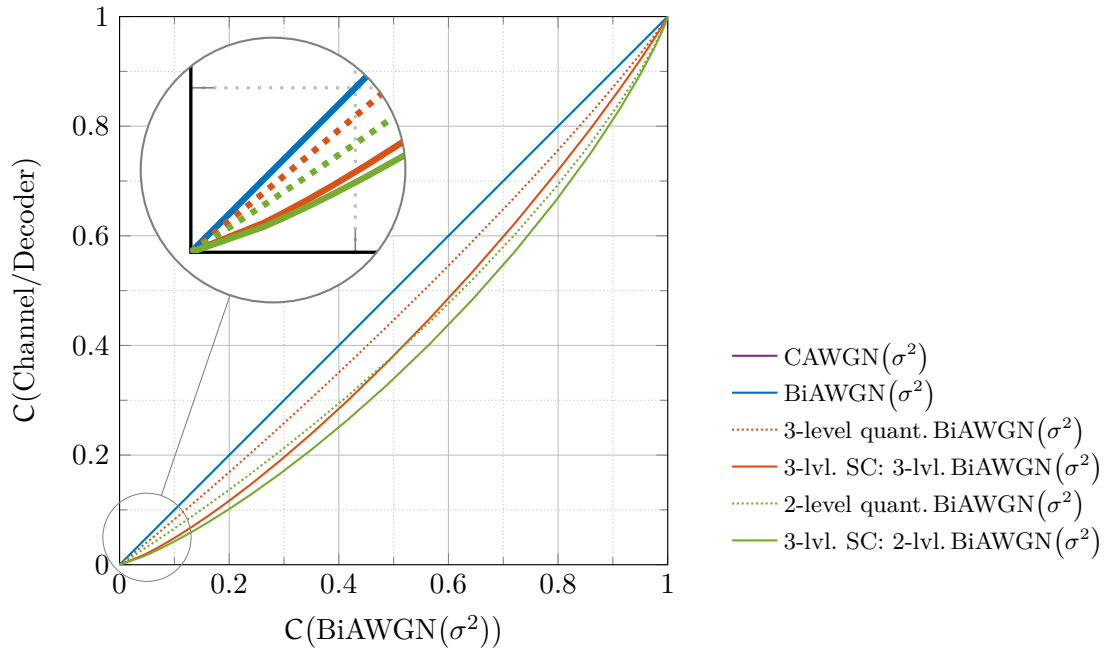 1
0.8
0.6
0.4
0.2
0
0 0.2 0.4 0.6 0.8 1
C(Channel/Decoder)
C(BiAWGN(σ²))
CAWGN(σ²)
BiAWGN(σ²)
3-level quant. BiAWGN(σ²)
3-lvl. SC: 3-lvl. BiAWGN(σ²)
2-level quant. BiAWGN(σ²)
3-lvl. SC: 2-lvl. BiAWGN(σ²)